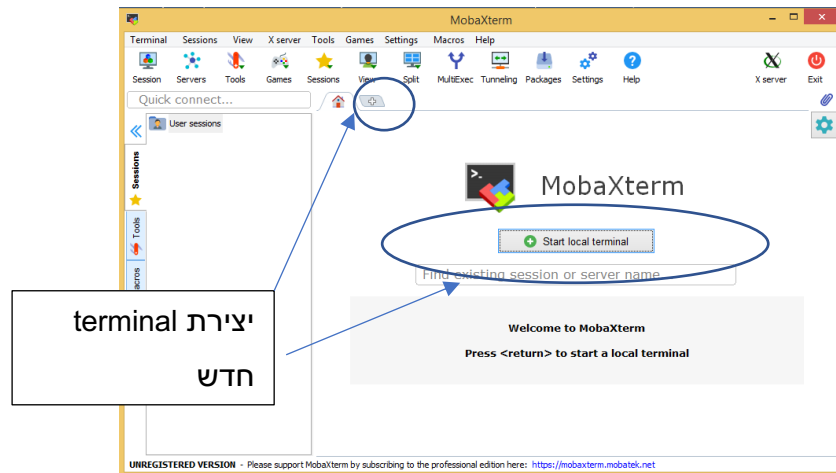 MobaXterm
Terminal Sessions View X server Tools Games Settings Macros Help
Session Servers Tools Games Sessions View Split MultiExec Tunneling Packages Settings Help X server Exit
Quick connect...
User sessions
Sessions
Tools
MobaXterm
Start local terminal
Find existing session or server name...
יצירת terminal
חדש
Welcome to MobaXterm
Press <return> to start a local terminal
UNREGISTERED VERSION - Please support MobaXterm by subscribing to the professional edition here: https://mobaxterm.mobatek.net